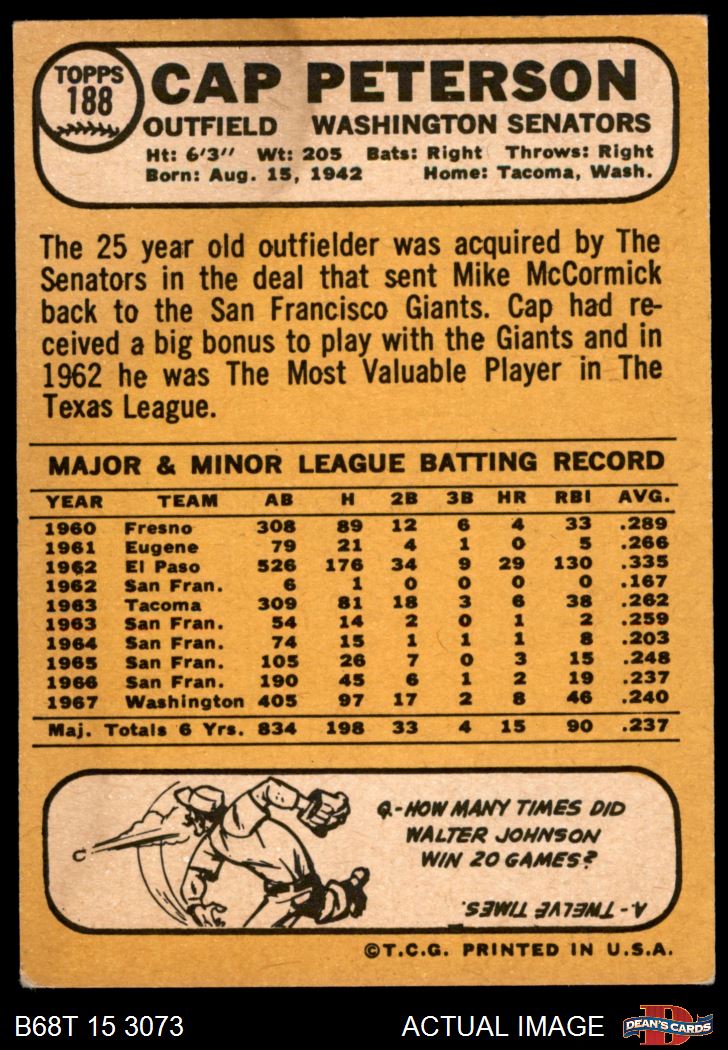 TOPPS
188
CAP PETERSON
OUTFIELD WASHINGTON SENATORS
Ht: 6'3" Wt: 205 Bats: Right Throws: Right
Born: Aug. 15, 1942 Home: Tacoma, Wash.
The 25 year old outfielder was acquired by The
Senators in the deal that sent Mike McCormick
back to the San Francisco Giants. Cap had re-
ceived a big bonus to play with the Giants and in
1962 he was The Most Valuable Player in The
Texas League.
MAJOR & MINOR LEAGUE BATTING RECORD
YEAR TEAM AB H 2B 3B HR RBI AVG.
1960 Fresno 308 89 12 6 4 33 .289
1961 Eugene 79 21 4 1 0 5 .266
1962 El Paso 526 176 34 9 29 130 .335
1962 San Fran. 6 1 0 0 0 0 .167
1963 Tacoma 309 81 18 3 6 38 .262
1963 San Fran. 54 14 2 0 1 2 .259
1964 San Fran. 74 15 1 1 1 8 .203
1965 San Fran. 105 26 7 0 3 15 .248
1966 San Fran. 190 45 6 1 2 19 .237
1967 Washington 405 97 17 2 8 46 .240
Maj. Totals 6 Yrs. 834 198 33 4 15 90 .237
Q-HOW MANY TIMES DID
WALTER JOHNSON
WIN 20 GAMES?
A-TWELVE TIMES.
©T.C.G. PRINTED IN U.S.A.
B68T 15 3073 ACTUAL IMAGE
D
DEAN'S CARDS